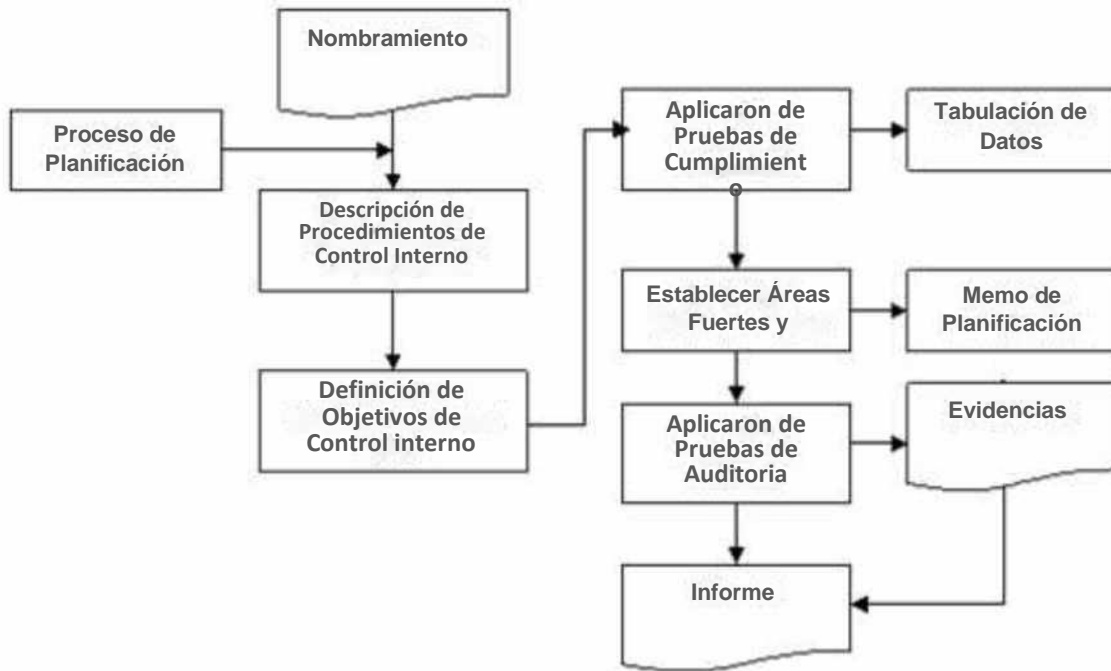 Nombramiento
Proceso de
Planificación
Descripción de
Procedimientos de
Control Interno
Definición de
Objetivos de
Control interno
Aplicaron de
Pruebas de
Cumplimient
o
Tabulación de
Datos
Establecer Áreas
Fuertes y
Memo de
Planificación
Aplicaron de
Pruebas de
Auditoria
Evidencias
Informe